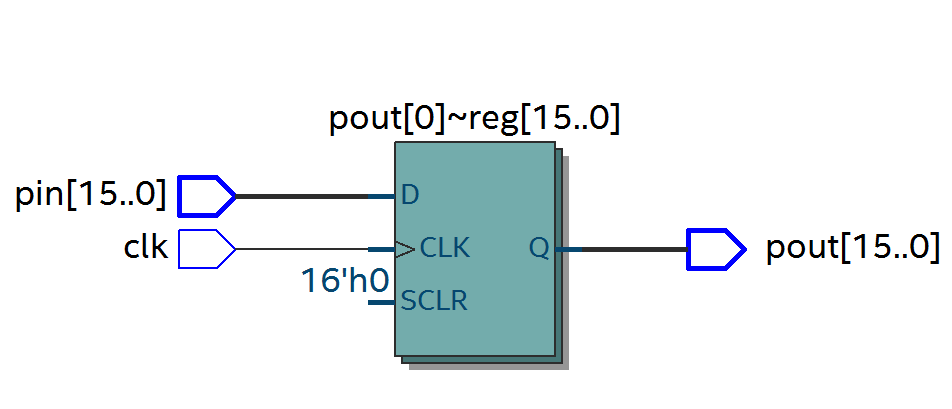 pout[0]~reg[15..0]
pin[15..0]
D
clk
CLK
Q
pout[15..0]
16'h0
SCLR